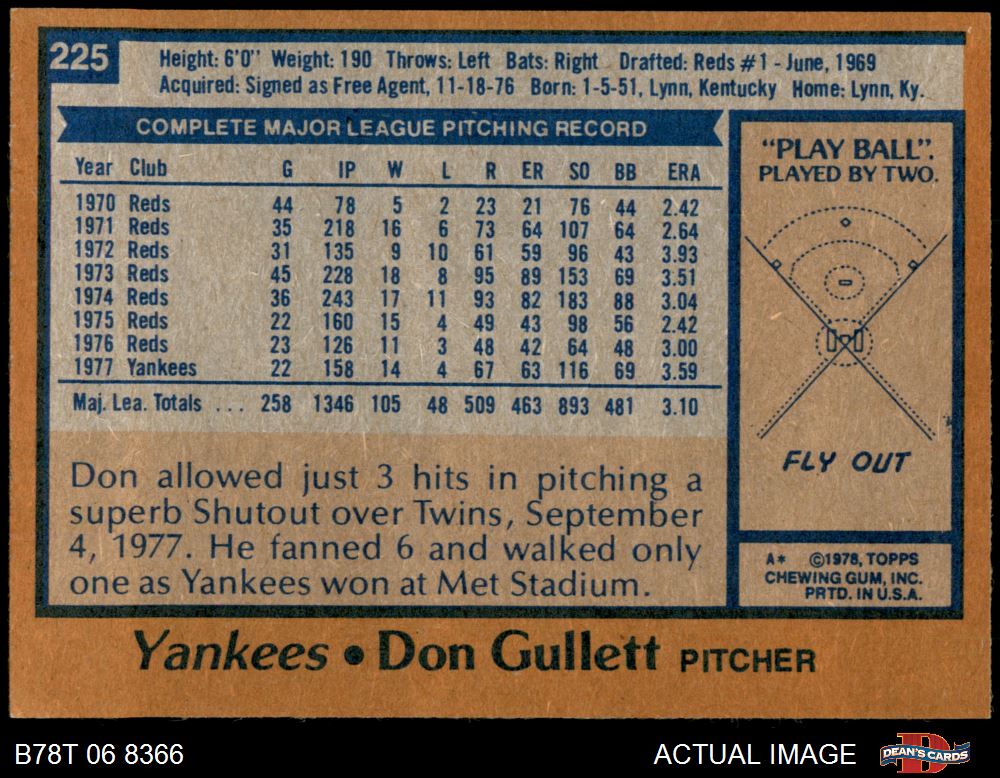 225
Height: 6'0" Weight: 190 Throws: Left Bats: Right Drafted: Reds #1 - June, 1969
Acquired: Signed as Free Agent, 11-18-76 Born: 1-5-51, Lynn, Kentucky Home: Lynn, Ky.
COMPLETE MAJOR LEAGUE PITCHING RECORD
Year Club G IP W L R ER SO BB ERA
1970 Reds 44 78 5 2 23 21 76 44 2.42
1971 Reds 35 218 16 6 73 64 107 64 2.64
1972 Reds 31 135 9 10 61 59 96 43 3.93
1973 Reds 45 228 18 8 95 89 153 69 3.51
1974 Reds 36 243 17 11 93 82 183 88 3.04
1975 Reds 22 160 15 4 49 43 98 56 2.42
1976 Reds 23 126 11 3 48 42 64 48 3.00
1977 Yankees 22 158 14 4 67 63 116 69 3.59
Maj. Lea. Totals ... 258 1346 105 48 509 463 893 481 3.10
Don allowed just 3 hits in pitching a
superb Shutout over Twins, September
4, 1977. He fanned 6 and walked only
one as Yankees won at Met Stadium.
"PLAY BALL".
PLAYED BY TWO.
FLY OUT
A* ©1978, TOPPS
CHEWING GUM, INC.
PRTD. IN U.S.A.
Yankees • Don Gullett PITCHER
B78T 06 8366
ACTUAL IMAGE
DEAN'S CARDS